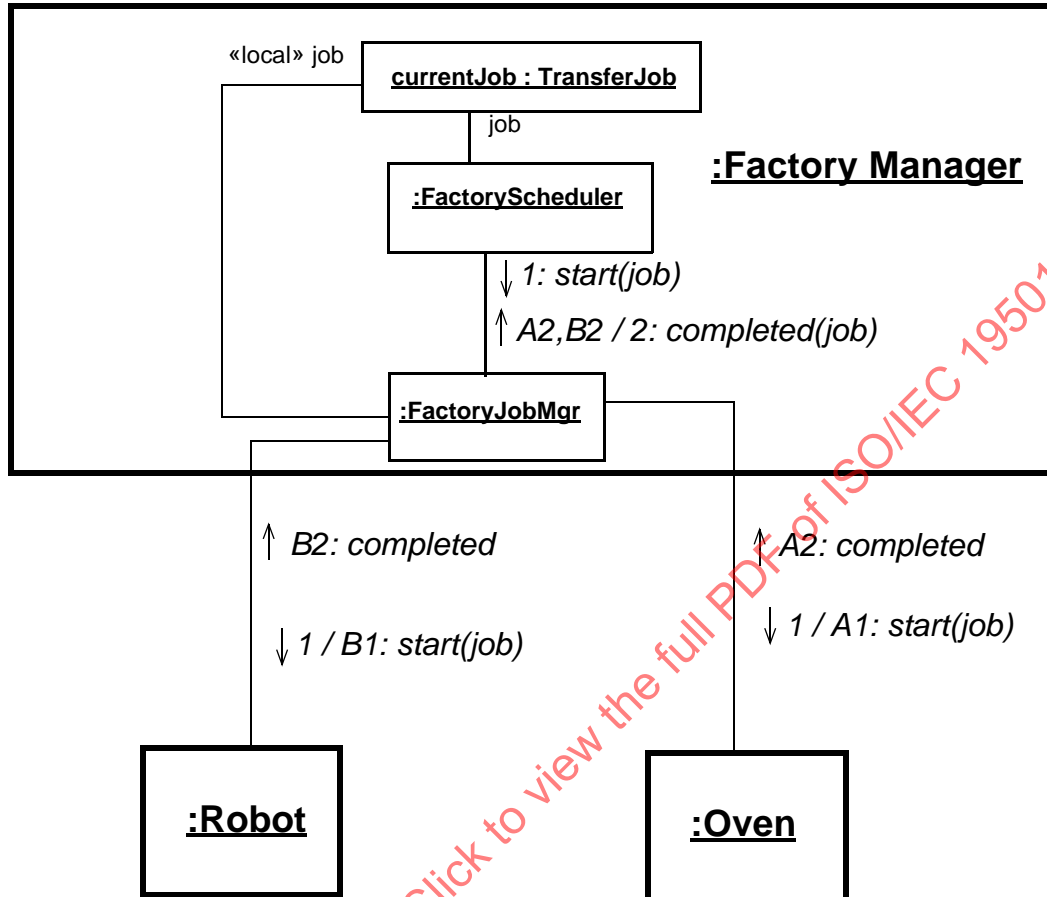 «local» job
currentJob : TransferJob
job
:Factory Manager
:FactoryScheduler
1: start(job)
A2,B2 / 2: completed(job)
:FactoryJobMgr
B2: completed
A2: completed
1 / B1: start(job)
1 / A1: start(job)
:Robot
:Oven
Click to view the full PDF of ISO/IEC 19501